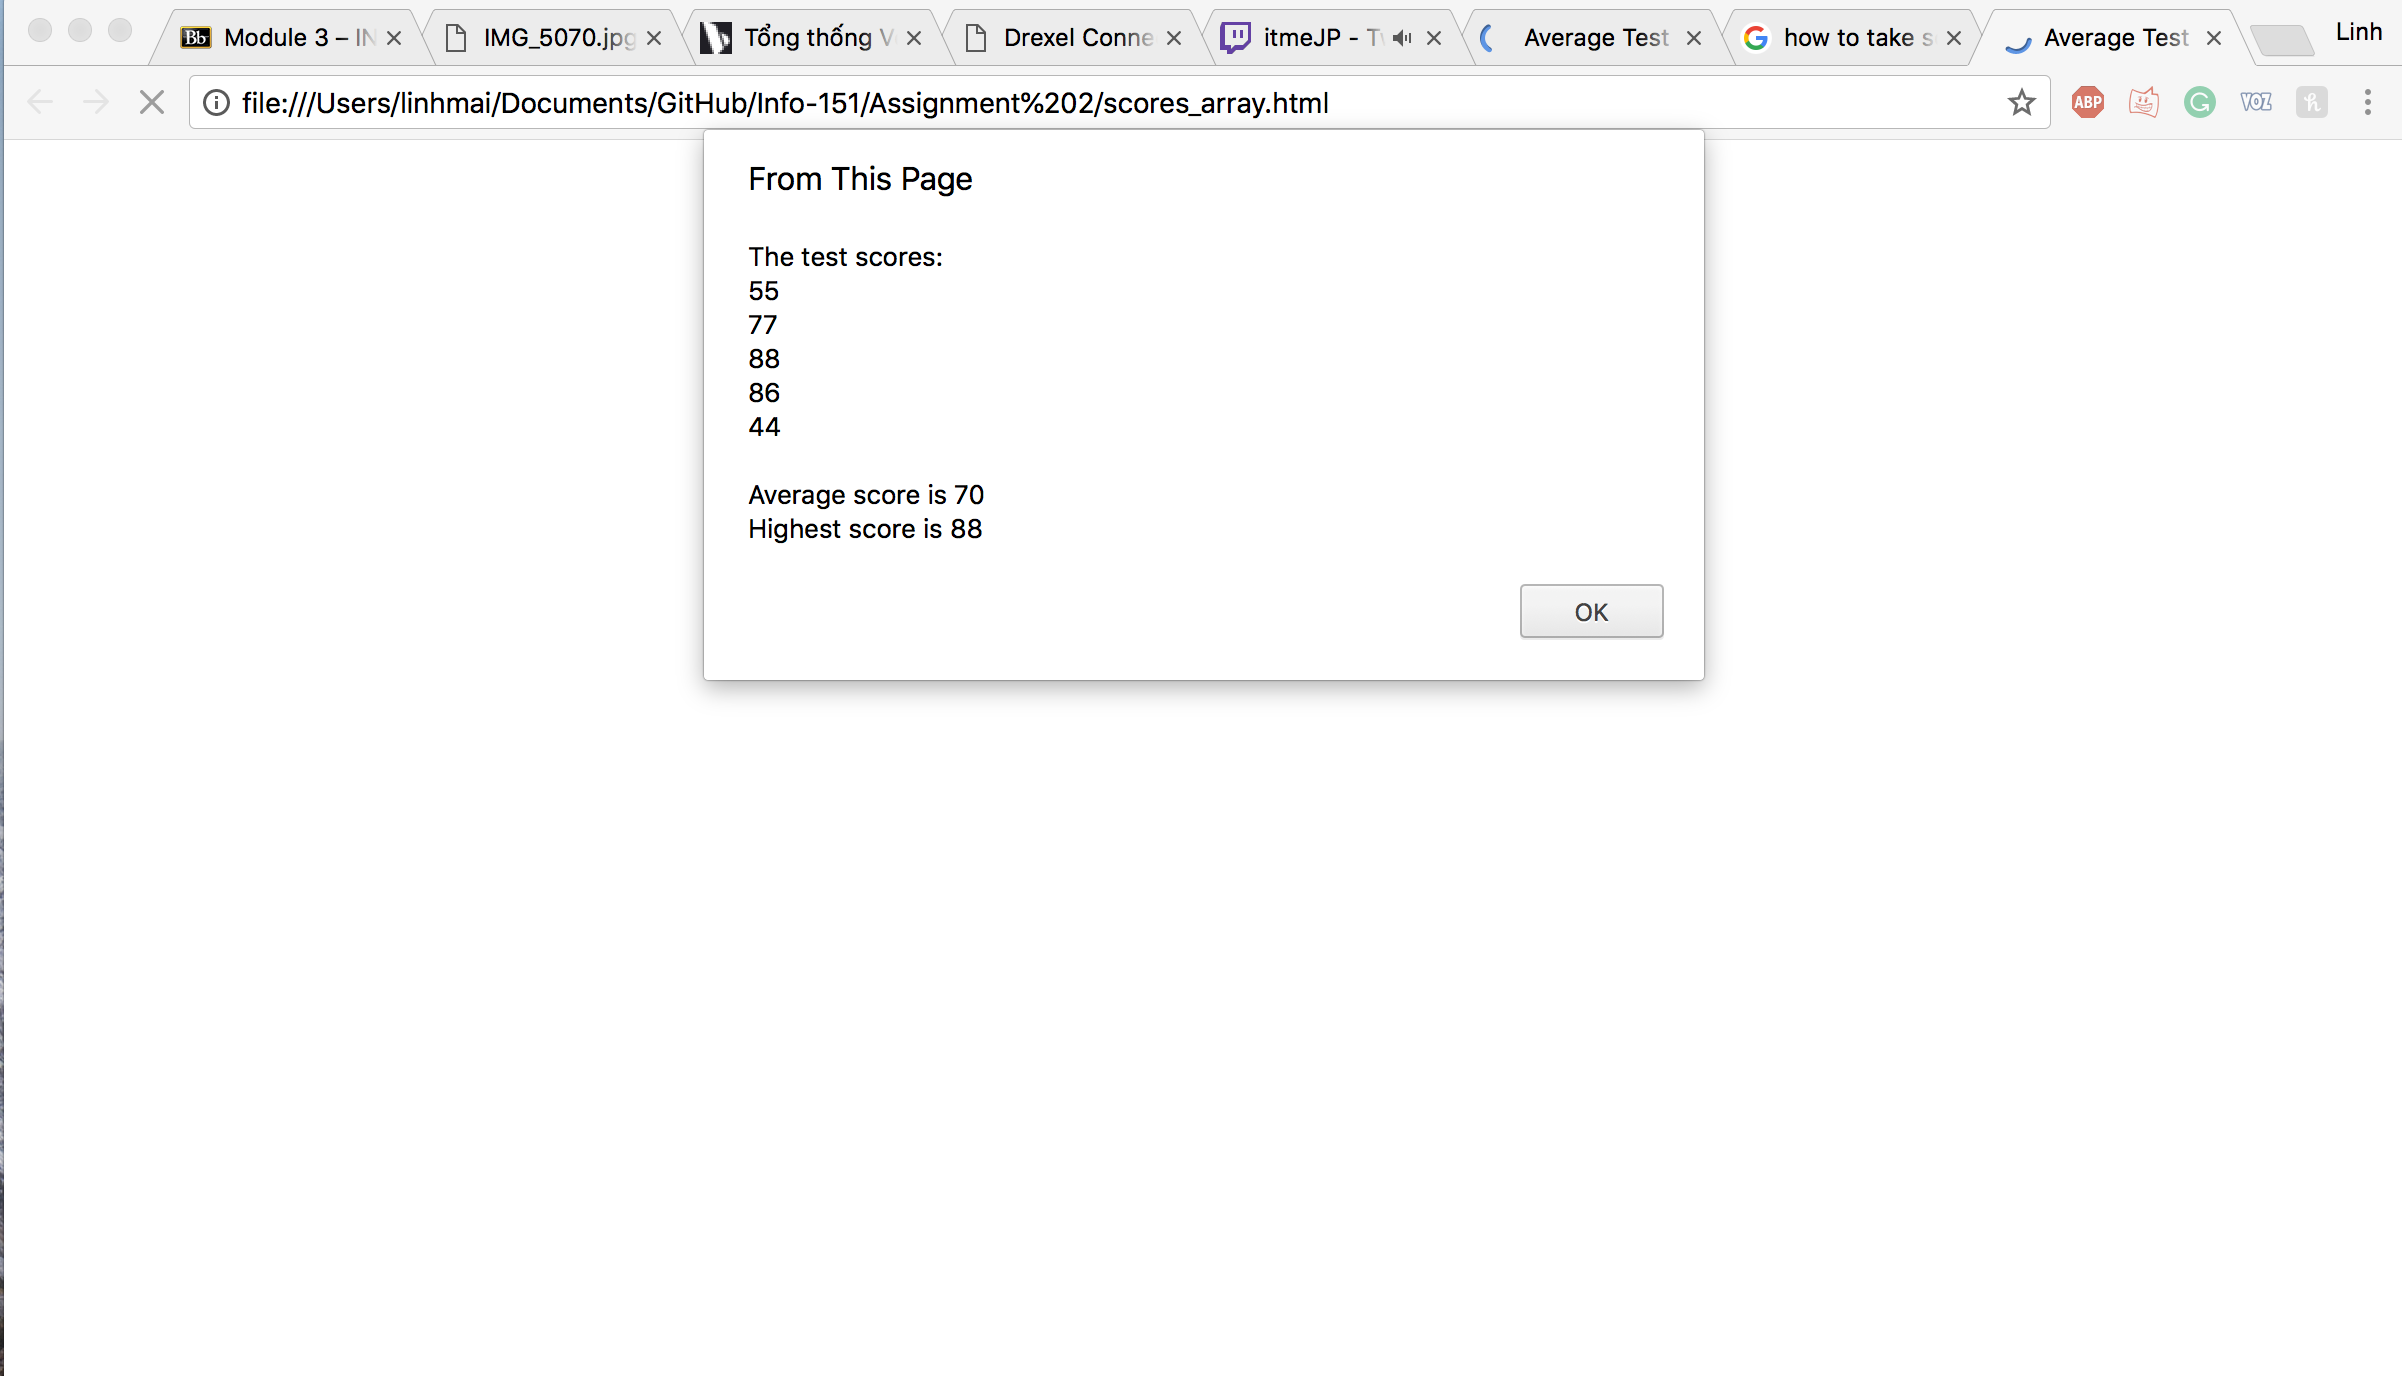 Bb Module 3 – IN
IMG_5070.jpg
Tổng thống V
Drexel Conne
itmeJP - Tw
Average Test
how to take s
Average Test
Linh
file:///Users/linhmai/Documents/GitHub/Info-151/Assignment%202/scores_array.html
ABP
G
VOZ
h
From This Page
The test scores:
55
77
88
86
44
Average score is 70
Highest score is 88
OK